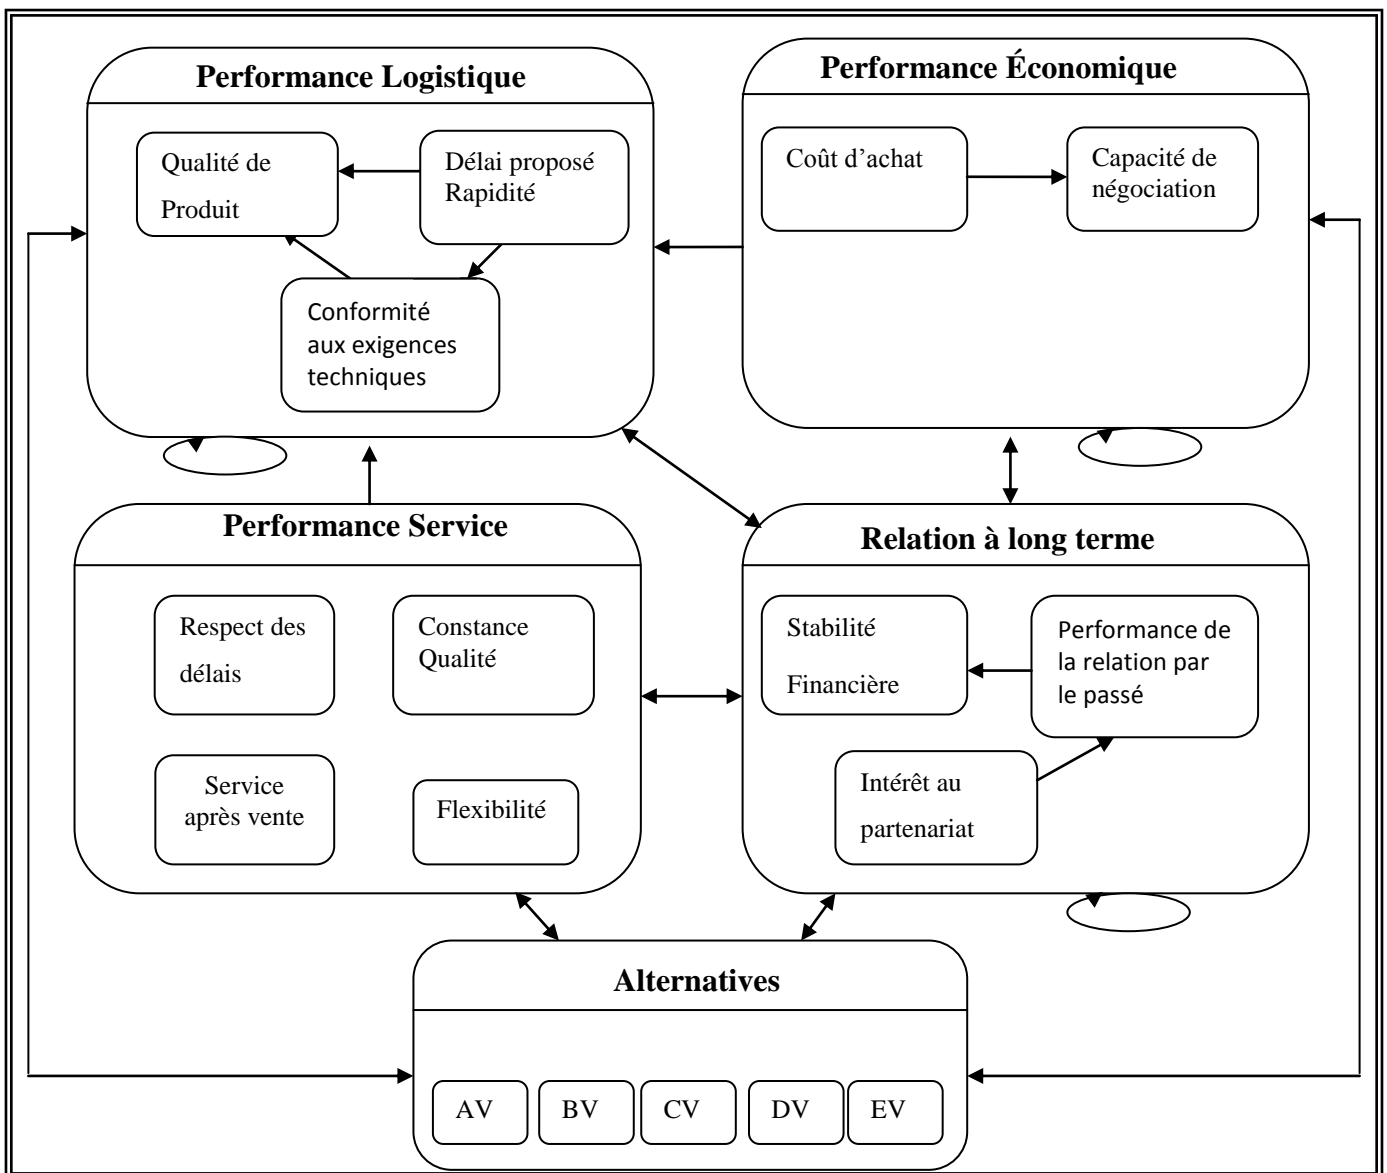 Performance Logistique
Qualité de
Produit
Délai proposé
Rapidité
Conformité
aux exigences
techniques
Performance Économique
Coût d’achat
Capacité de
négociation
Performance Service
Respect des
délais
Constance
Qualité
Service
après vente
Flexibilité
Relation à long terme
Stabilité
Financière
Performance de
la relation par
le passé
Intérêt au
partenariat
Alternatives
AV
BV
CV
DV
EV